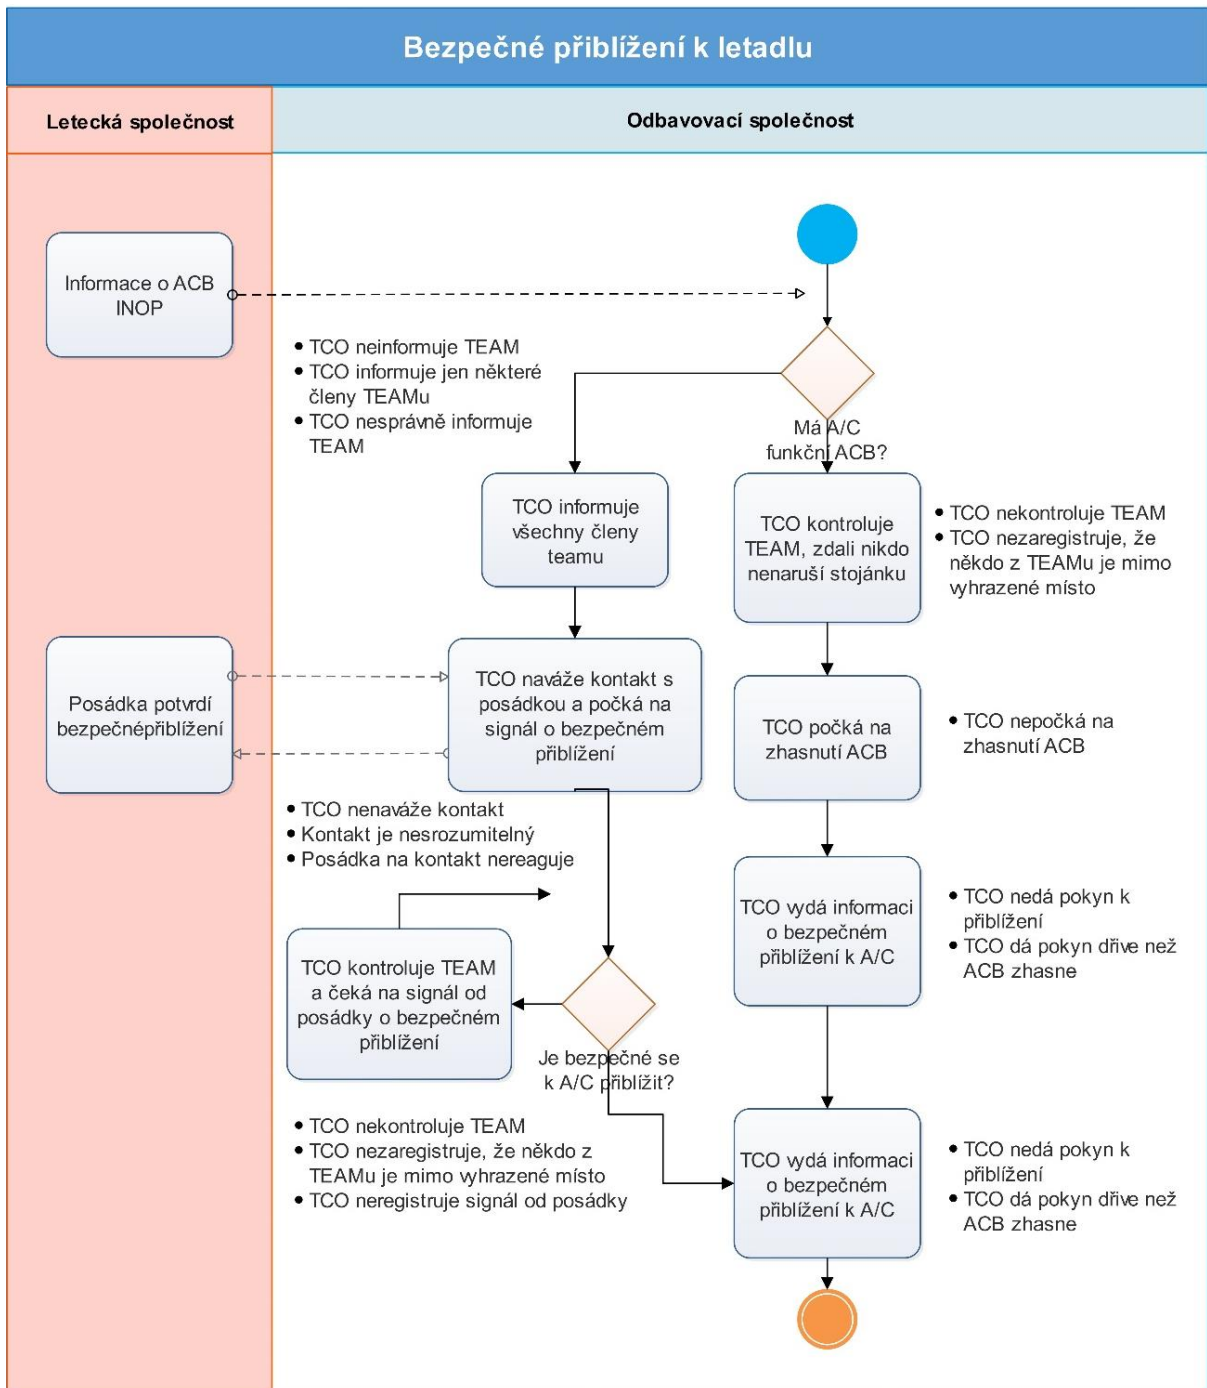 Bezpečné přiblížení k letadlu
Letecká společnost
Odbavovací společnost
Informace o ACB
INOP
• TCO neinformuje TEAM
• TCO informuje jen některé
členy TEAMu
• TCO nesprávně informuje
TEAM
Má A/C
funkční ACB?
TCO informuje
všechny členy
teamu
TCO kontroluje
TEAM, zdali nikdo
nenaruší stojánku
• TCO nekontroluje TEAM
• TCO nezaregistruje, že
někdo z TEAMu je mimo
vyhrazené místo
Posádka potvrdí
bezpečnépřiblížení
TCO naváže kontakt s
posádkou a počká na
signál o bezpečném
přiblížení
TCO počká na
zhasnutí ACB
• TCO nepočká na
zhasnutí ACB
• TCO nenaváže kontakt
• Kontakt je nesrozumitelný
• Posádka na kontakt nereaguje
TCO vydá informaci
o bezpečném
přiblížení k A/C
• TCO nedá pokyn k
přiblížení
• TCO dá pokyn dříve než
ACB zhasne
TCO kontroluje TEAM
a čeká na signál od
posádky o bezpečném
přiblížení
Je bezpečné se
k A/C přiblížit?
• TCO nekontroluje TEAM
• TCO nezaregistruje, že někdo z
TEAMu je mimo vyhrazené místo
• TCO neregistruje signál od posádky
TCO vydá informaci
o bezpečném
přiblížení k A/C
• TCO nedá pokyn k
přiblížení
• TCO dá pokyn dříve než
ACB zhasne